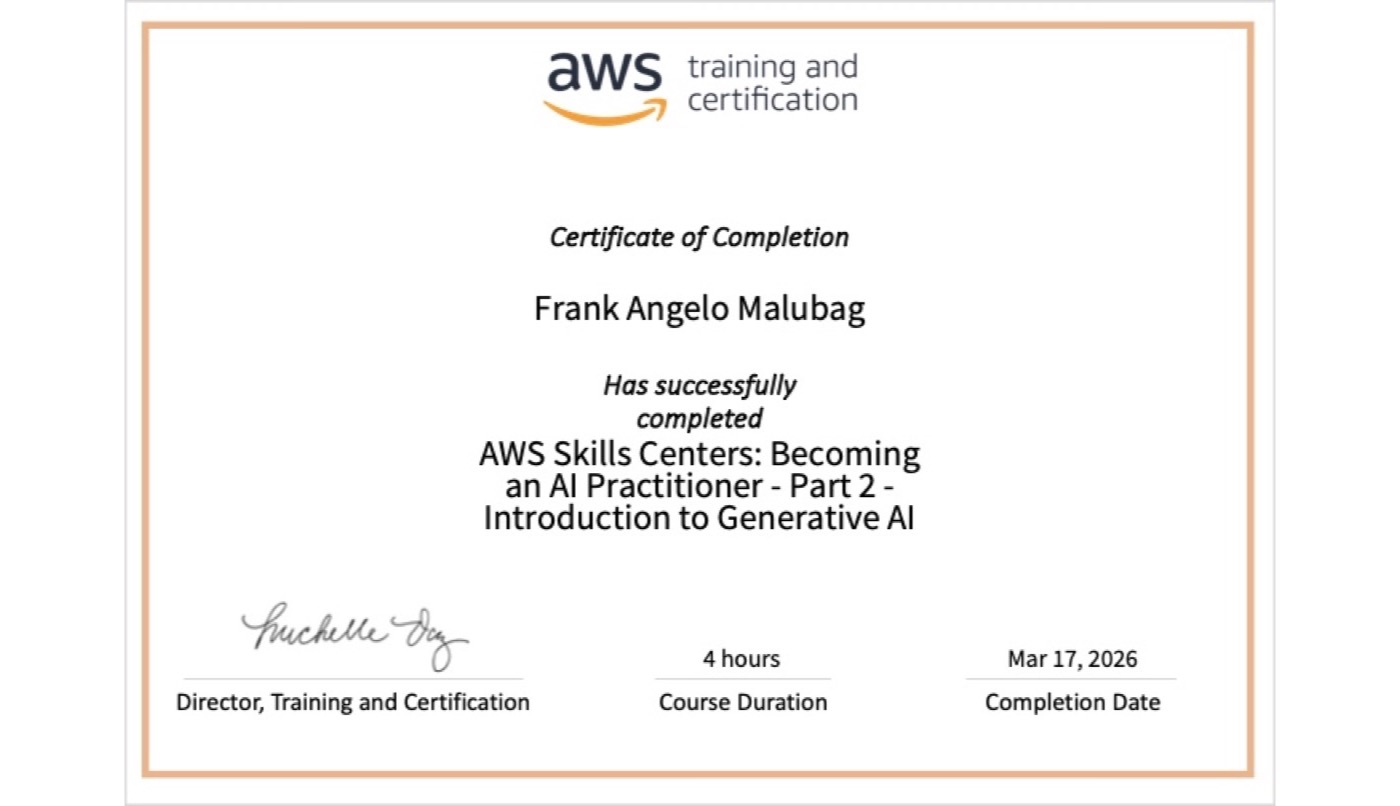 aws training and
certification
Certificate of Completion
Frank Angelo Malubag
Has successfully
completed
AWS Skills Centers: Becoming
an AI Practitioner - Part 2 -
Introduction to Generative AI
Michelle Day
4 hours
Mar 17, 2026
Director, Training and Certification
Course Duration
Completion Date